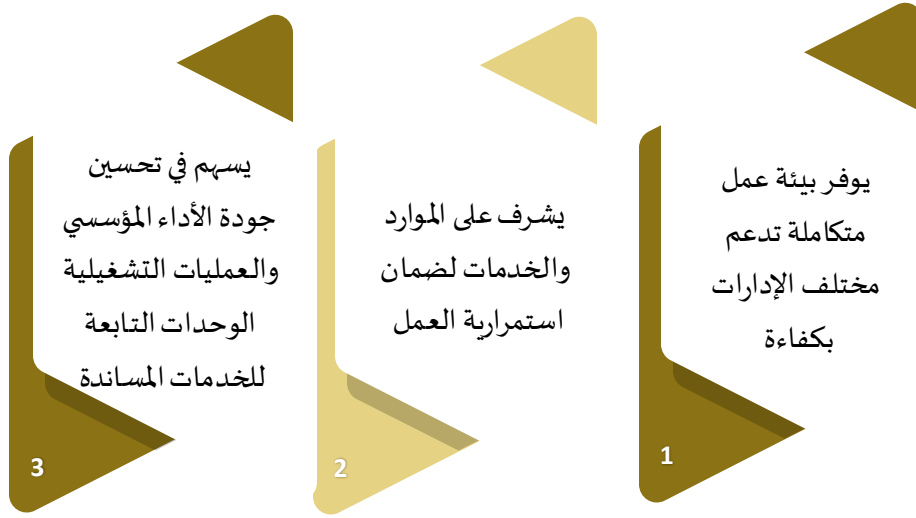 يوفر بيئة عمل
متكاملة تدعم
مختلف الإدارات
بكفاءة
1
يشرف على الموارد
والخدمات لضمان
استمرارية العمل
2
يسهم في تحسين
جودة الأداء المؤسسي
والعمليات التشغيلية
الوحدات التابعة
للخدمات المساندة
3